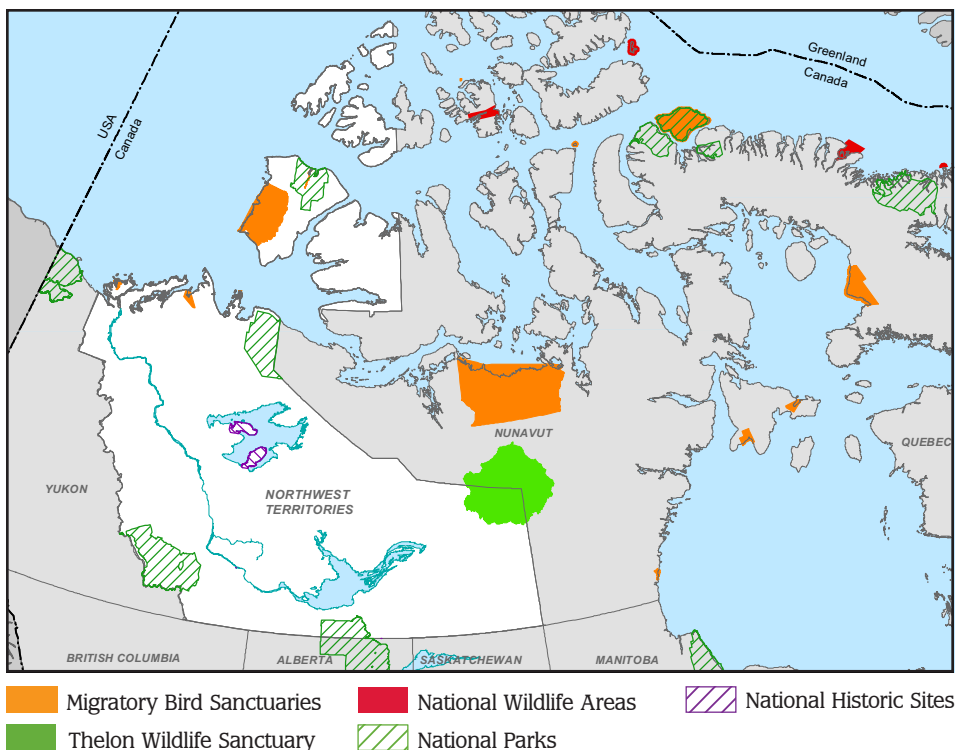 Greenland
Canada
USA
Canada
NUNAVUT
QUEBEC
YUKON
NORTHWEST
TERRITORIES
BRITISH COLUMBIA
ALBERTA
SASKATCHEWAN
MANITOBA
Migratory Bird Sanctuaries
National Wildlife Areas
National Historic Sites
Thelon Wildlife Sanctuary
National Parks